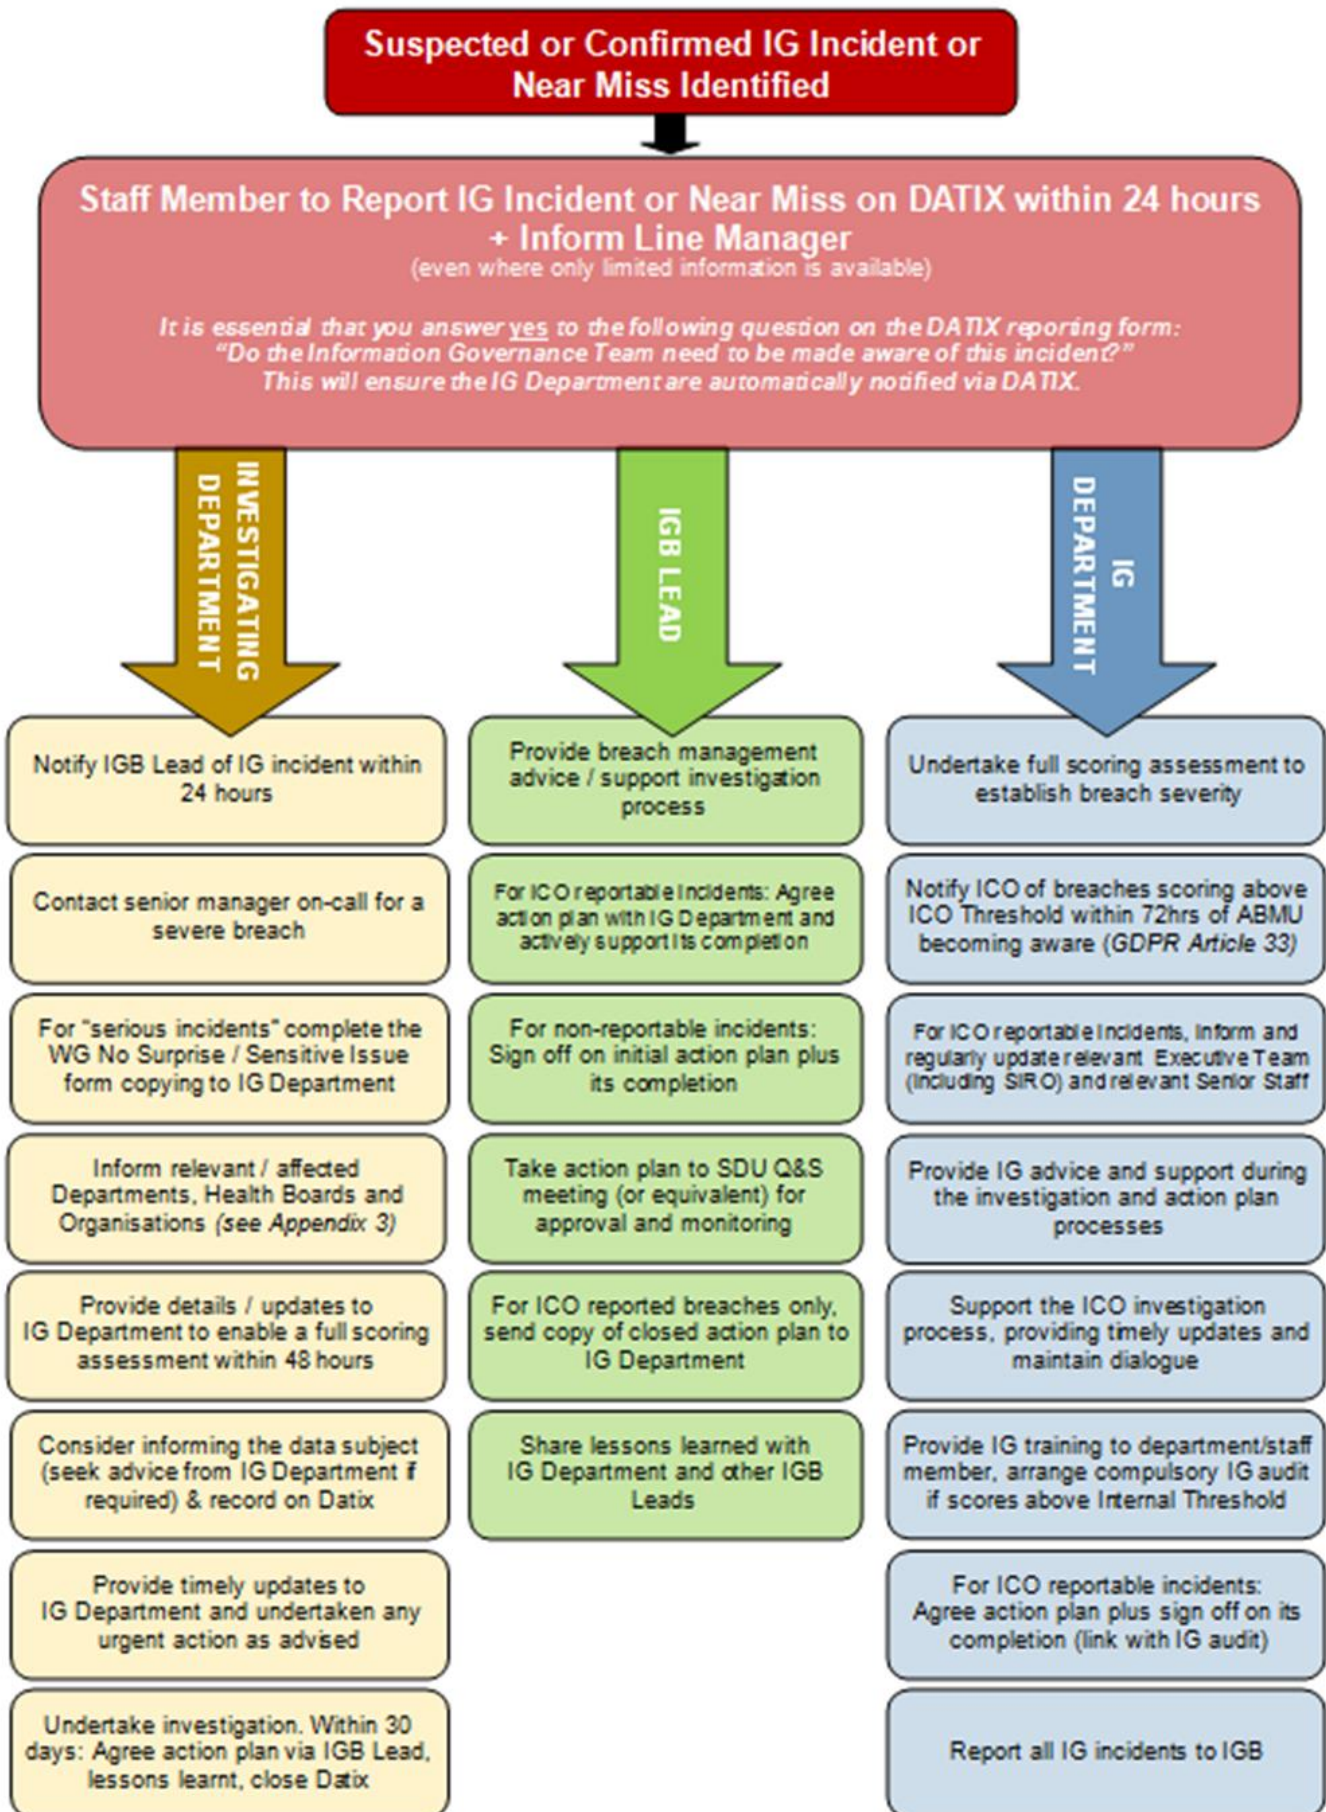 Suspected or Confirmed IG Incident or
Near Miss Identified
Staff Member to Report IG Incident or Near Miss on DATIX within 24 hours
+ Inform Line Manager
(even where only limited information is available)
It is essential that you answer yes to the following question on the DATIX reporting form:
“Do the Information Governance Team need to be made aware of this incident?”
This will ensure the IG Department are automatically notified via DATIX.
INVESTIGATING
DEPARTMENT
Notify IGB Lead of IG incident within
24 hours
Contact senior manager on-call for a
severe breach
For “serious incidents” complete the
WG No Surprise / Sensitive Issue
form copying to IG Department
Inform relevant / affected
Departments, Health Boards and
Organisations (see Appendix 3)
Provide details / updates to
IG Department to enable a full scoring
assessment within 48 hours
Consider informing the data subject
(seek advice from IG Department if
required) & record on Datix
Provide timely updates to
IG Department and undertaken any
urgent action as advised
Undertake investigation. Within 30
days: Agree action plan via IGB Lead,
lessons learnt, close Datix
IGB LEAD
Provide breach management
advice / support investigation
process
For ICO reportable Incidents: Agree
action plan with IG Department and
actively support its completion
For non-reportable incidents:
Sign off on initial action plan plus
its completion
Take action plan to SDU Q&S
meeting (or equivalent) for
approval and monitoring
For ICO reported breaches only,
send copy of closed action plan to
IG Department
Share lessons learned with
IG Department and other IGB
Leads
IG
DEPARTMENT
Undertake full scoring assessment to
establish breach severity
Notify ICO of breaches scoring above
ICO Threshold within 72hrs of ABMU
becoming aware (GDPR Article 33)
For ICO reportable Incidents, Inform and
regularly update relevant Executive Team
(Including SIRO) and relevant Senior Staff
Provide IG advice and support during
the investigation and action plan
processes
Support the ICO investigation
process, providing timely updates and
maintain dialogue
Provide IG training to department/staff
member, arrange compulsory IG audit
if scores above Internal Threshold
For ICO reportable incidents:
Agree action plan plus sign off on its
completion (link with IG audit)
Report all IG incidents to IGB